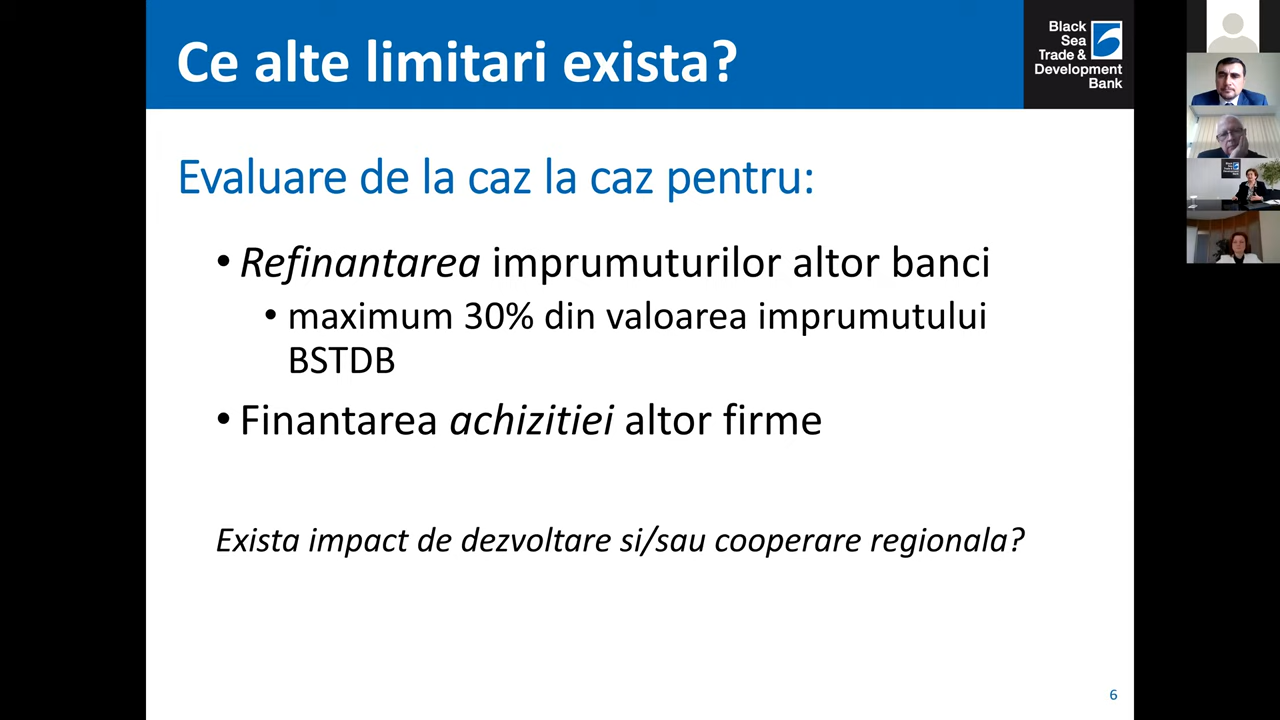 Ce alte limitari exista?
Black
Sea
Trade &
Development
Bank
Evaluare de la caz la caz pentru:
• Refinantarea imprumuturilor altor banci
• maximum 30% din valoarea imprumutului
BSTDB
• Finantarea achizitiei altor firme
Exista impact de dezvoltare si/sau cooperare regionala?
6